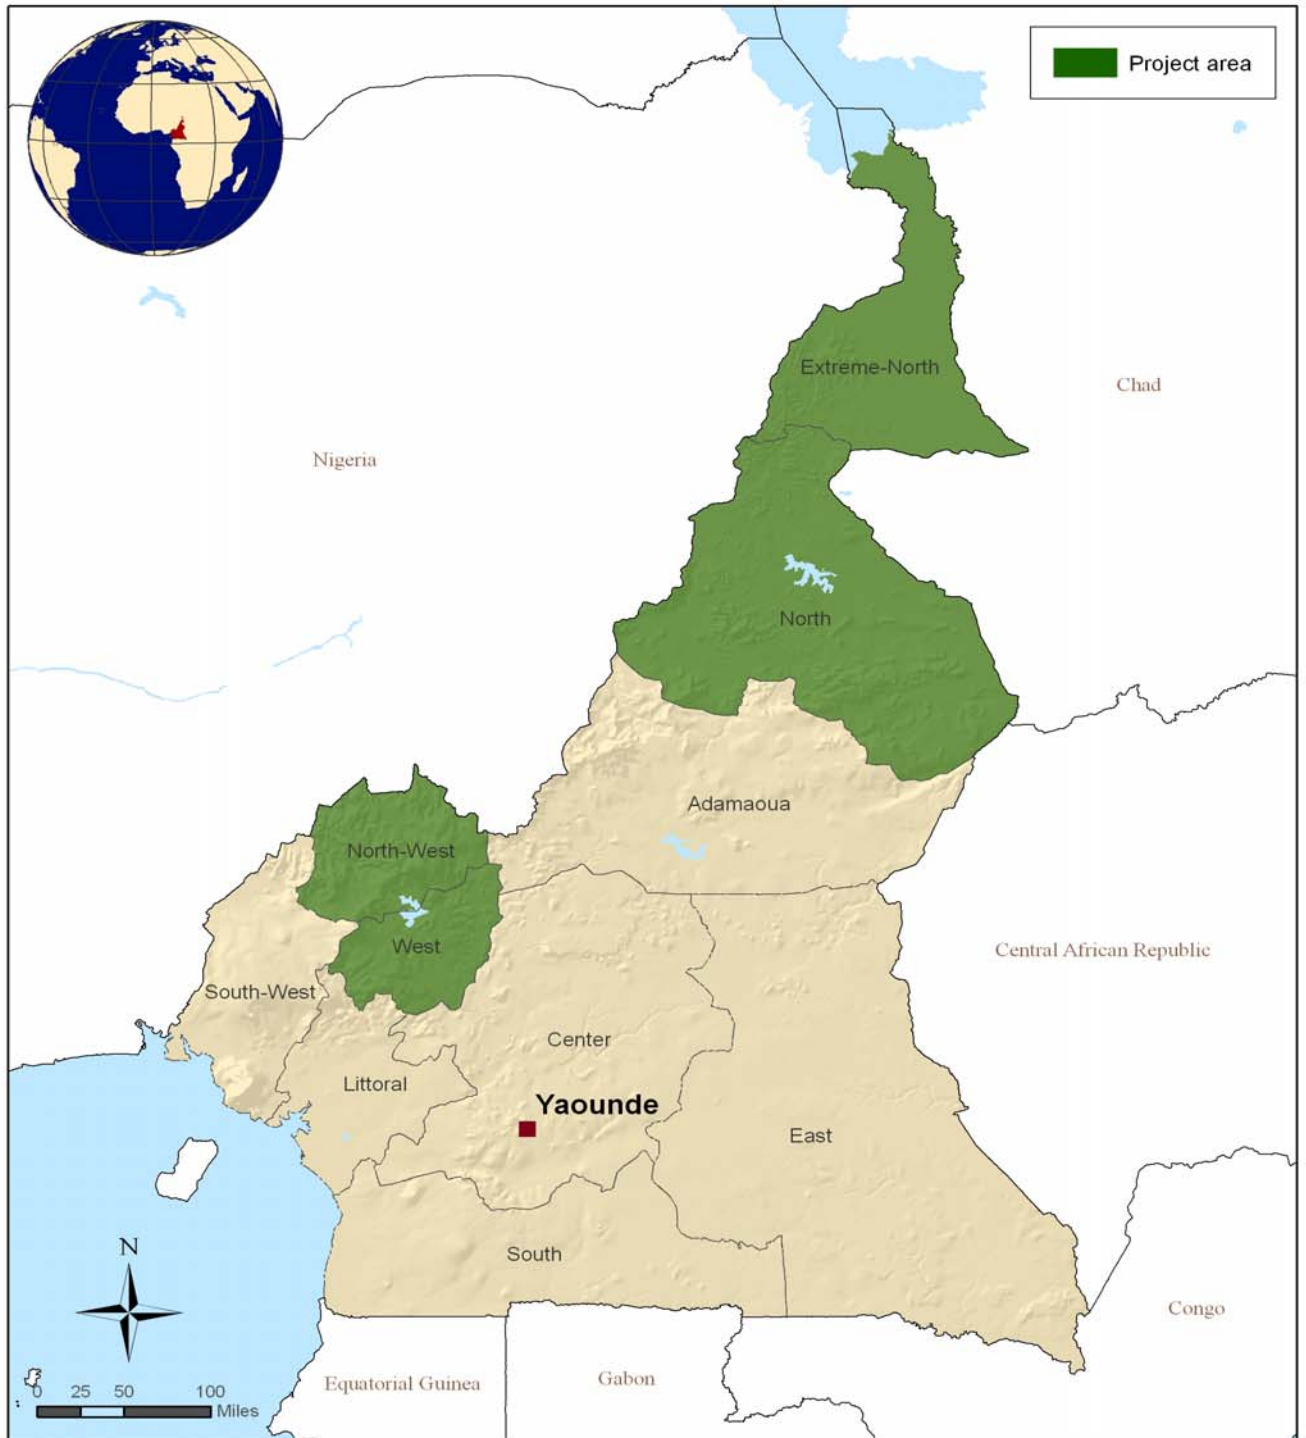 Project area
Extreme-North
Chad
Nigeria
North
Adamaoua
North-West
West
Central African Republic
South-West
Center
Littoral
Yaounde
East
N
South
Congo
Equatorial Guinea
Gabon
0 25 50 100
Miles